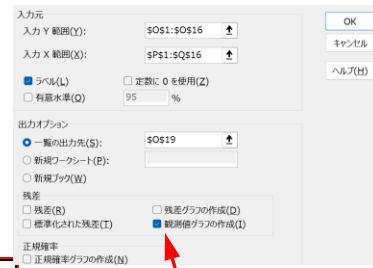 入力元
入力 Y 範囲(Y): $O$1:$O$16 OK
入力 X 範囲(X): $P$1:$Q$16 キャンセル
ラベル(L) 定数に 0 を使用(Z) ヘルプ(H)
有意水準(O) 95 %
出力オプション
一覧の出力先(S): $O$19
新規ワークシート(P):
新規ブック(W)
残差
残差(R) 残差グラフの作成(D)
標準化された残差(T) 観測値グラフの作成(I)
正規確率
正規確率グラフの作成(N)